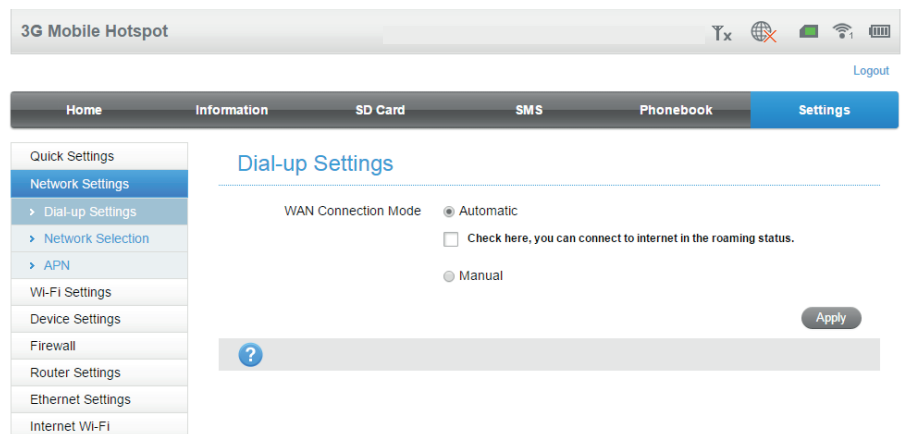 3G Mobile Hotspot
1
Logout
Home Information SD Card SMS Phonebook Settings
Quick Settings
Network Settings
> Dial-up Settings
> Network Selection
> APN
Wi-Fi Settings
Device Settings
Firewall
Router Settings
Ethernet Settings
Internet Wi-Fi
Dial-up Settings
WAN Connection Mode Automatic
Check here, you can connect to internet in the roaming status.
Manual
Apply
?